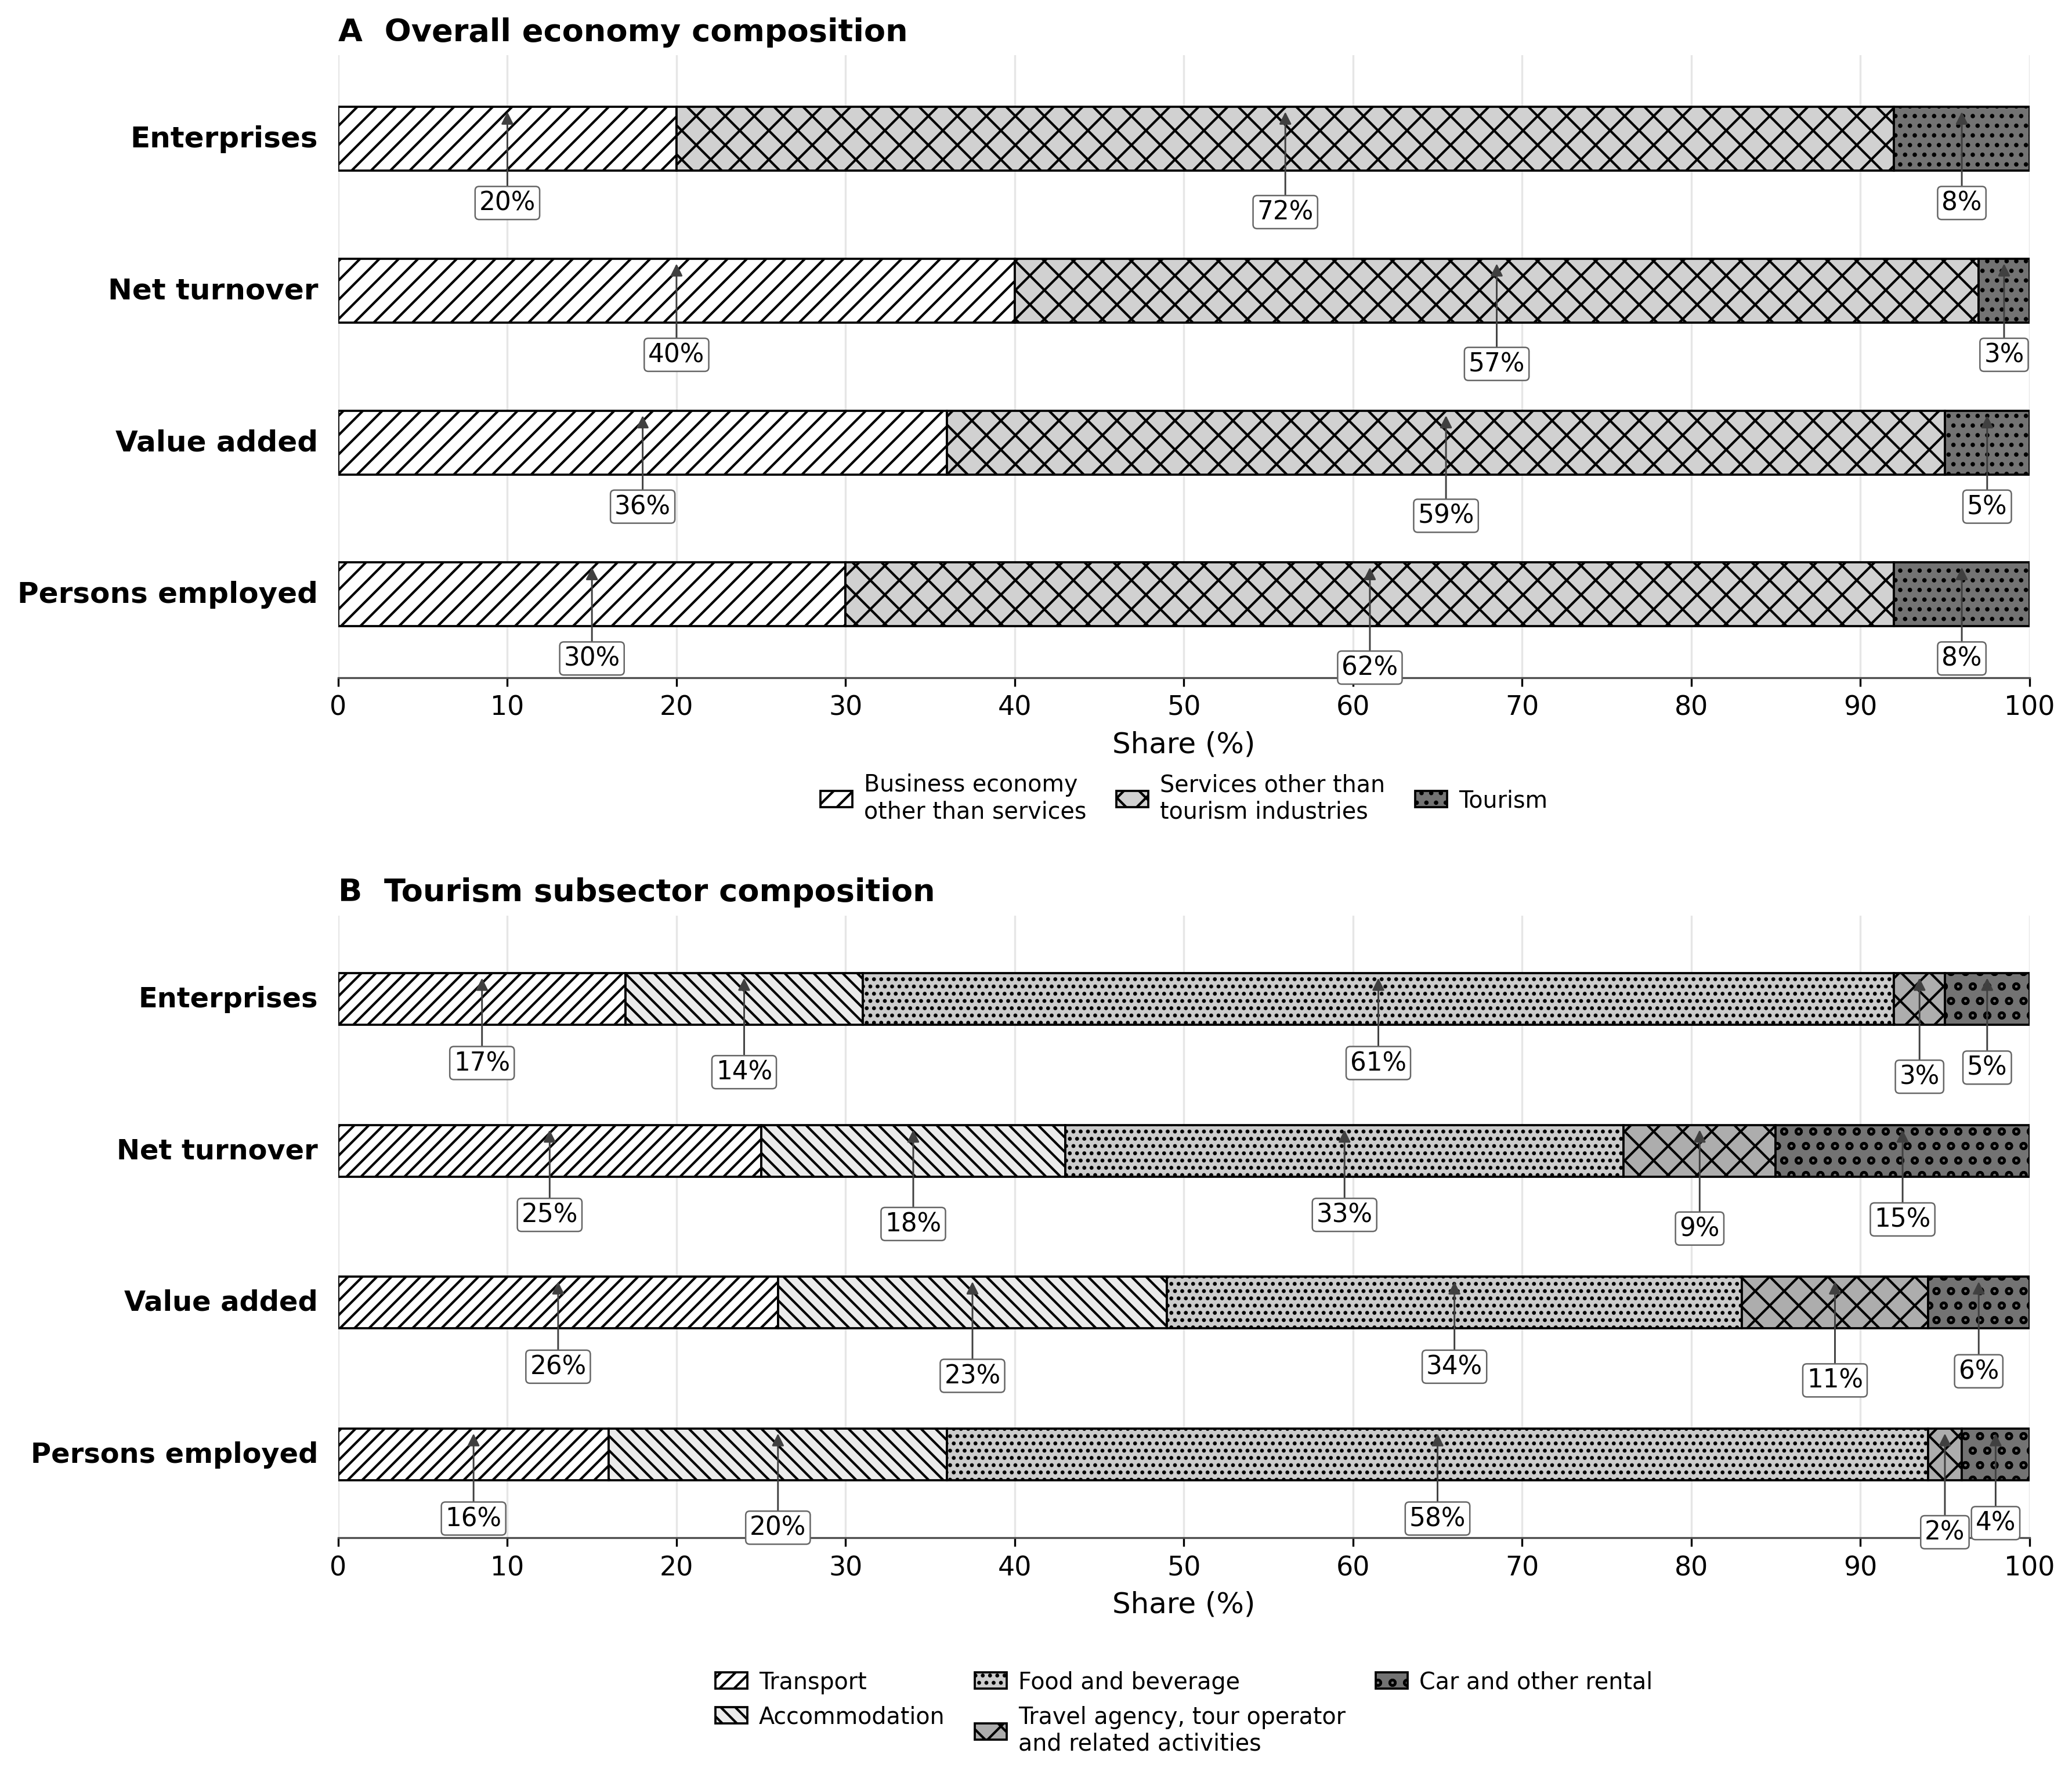 A Overall economy composition
Enterprises
20%
72%
8%
Net turnover
40%
57%
3%
Value added
36%
59%
5%
Persons employed
30%
62%
8%
0 10 20 30 40 50 60 70 80 90 100
Share (%)
Business economy
other than services
Services other than
tourism industries
Tourism
B Tourism subsector composition
Enterprises
17%
14%
61%
3%
5%
Net turnover
25%
18%
33%
9%
15%
Value added
26%
23%
34%
11%
6%
Persons employed
16%
20%
58%
2%
4%
0 10 20 30 40 50 60 70 80 90 100
Share (%)
Transport
Accommodation
Food and beverage
Travel agency, tour operator
and related activities
Car and other rental